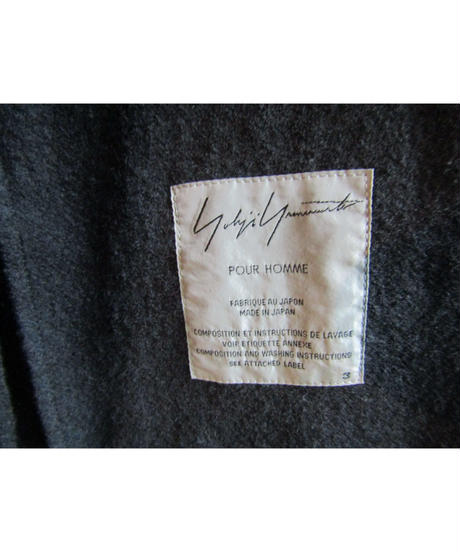 Yohji Yamamoto
POUR HOMME
FABRIQUE AU JAPON
MADE IN JAPAN
COMPOSITION ET INSTRUCTIONS DE LAVAGE
VOIR ETIQUETTE ANNEXE
COMPOSITION AND WASHING INSTRUCTIONS
SEE ATTACHED LABEL
3